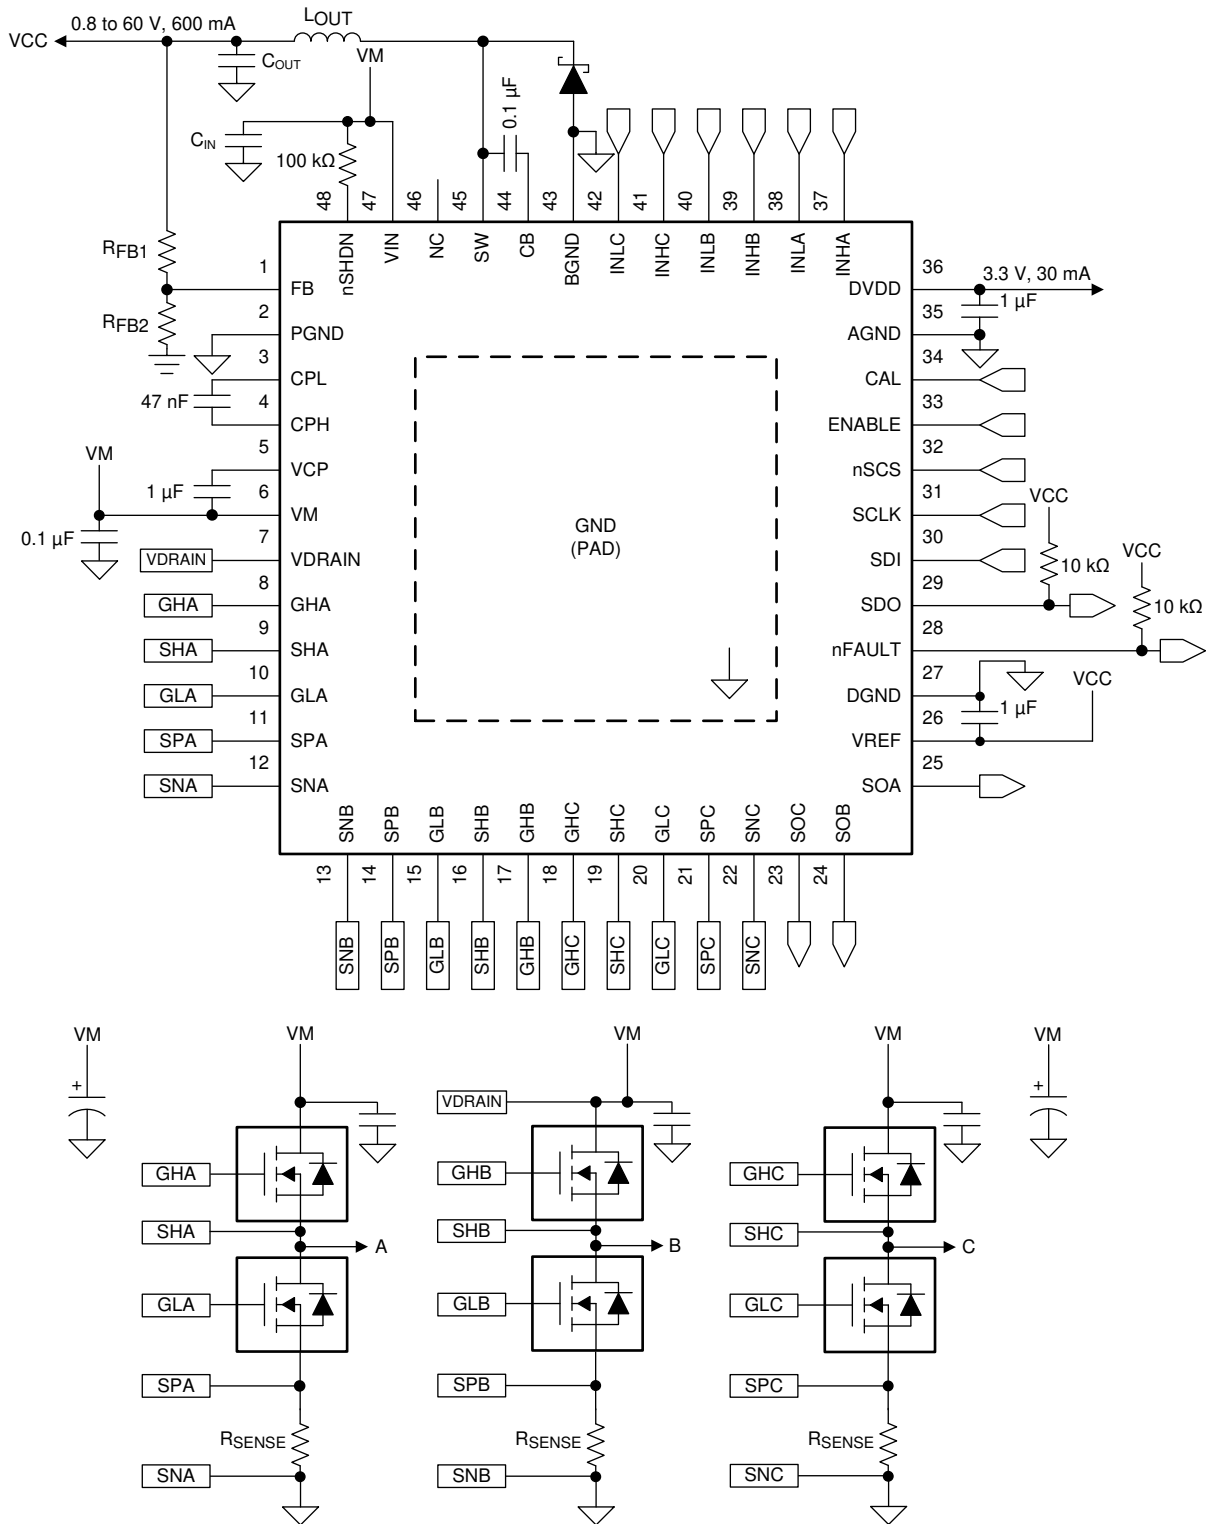 0.8 to 60 V, 600 mA
LOUT
VCC
VM
COUT
CIN
100 kΩ
0.1 µF
48
47
46
45
44
43
42
41
40
39
38
37
nSHDN
VIN
NC
SW
CB
BGND
INLC
INHC
INLB
INHB
INLA
INHA
RFB1
RFB2
1
FB
2
PGND
3
CPL
47 nF
4
CPH
5
VCP
VM
1 µF
6
VM
0.1 µF
7
VDRAIN
VDRAIN
8
GHA
GHA
9
SHA
SHA
10
GLA
GLA
11
SPA
SPA
12
SNA
SNA
GND
(PAD)
36
DVDD
3.3 V, 30 mA
1 µF
35
AGND
34
CAL
33
ENABLE
32
nSCS
31
SCLK
VCC
30
SDI
10 kΩ
VCC
29
SDO
10 kΩ
28
nFAULT
27
DGND
VCC
1 µF
26
VREF
25
SOA
SNB
SPB
GLB
SHB
GHB
GHC
SHC
GLC
SPC
SNC
SOC
SOB
13
14
15
16
17
18
19
20
21
22
23
24
SNB
SPB
GLB
SHB
GHB
GHC
SHC
GLC
SPC
SNC
VM
+
VM
GHA
SHA
A
GLA
SPA
RSENSE
SNA
VM
VDRAIN
GHB
SHB
B
GLB
SPB
RSENSE
SNB
VM
GHC
SHC
C
GLC
SPC
RSENSE
SNC
VM
+